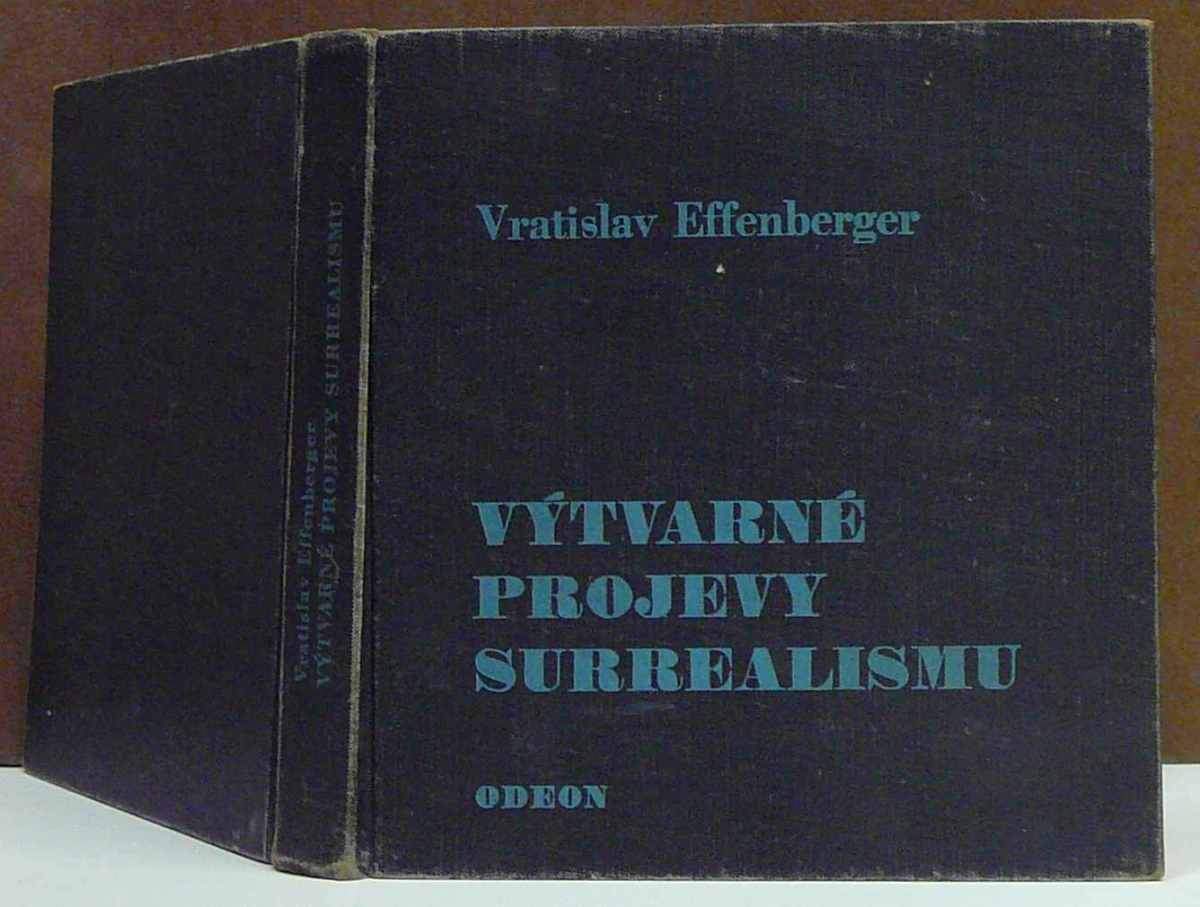 Vratislav Effenberger
VÝTVARNÉ PROJEVY SURREALISMU
Vratislav Effenberger
VÝTVARNÉ
PROJEVY
SURREALISMU
ODEON